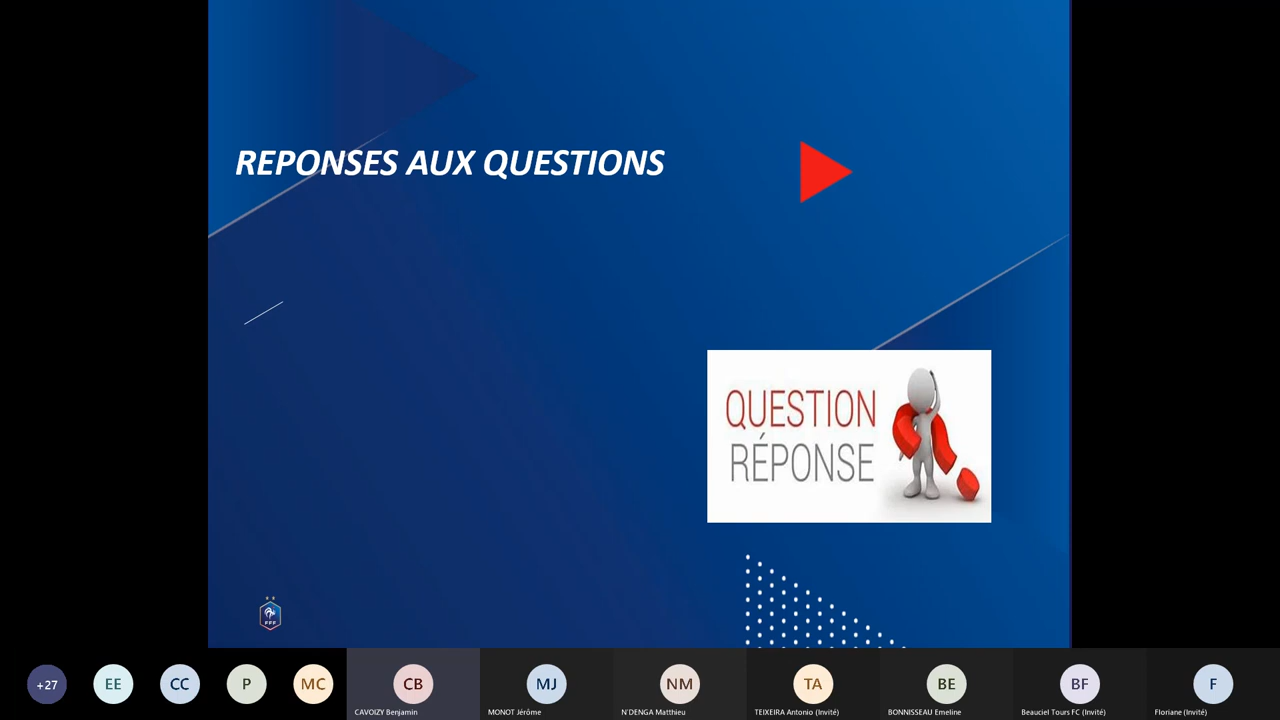 REPONSES AUX QUESTIONS
QUESTION
RÉPONSE
FFF
+27
EE
CC
P
MC
CB
MJ
NM
TA
BE
BF
F
CAVOIZY Benjamin
MONOT Jérôme
N'DENGA Matthieu
TEIXEIRA Antonio (Invité)
BONNISSEAU Emeline
Beauciel Tours FC (Invité)
Floriane (Invité)